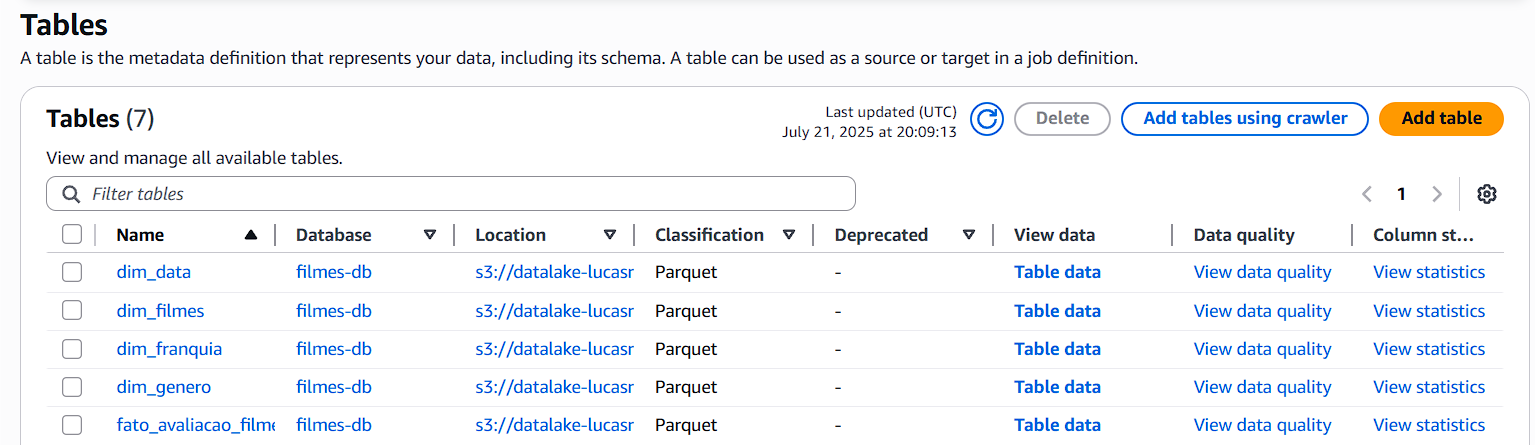 Tables
A table is the metadata definition that represents your data, including its schema. A table can be used as a source or target in a job definition.
Tables (7)
Last updated (UTC)
July 21, 2025 at 20:09:13
Delete
Add tables using crawler
Add table
View and manage all available tables.
Filter tables
1
Name Database Location Classification Deprecated View data Data quality Column st...
dim_data filmes-db s3://datalake-lucasr Parquet - Table data View data quality View statistics
dim_filmes filmes-db s3://datalake-lucasr Parquet - Table data View data quality View statistics
dim_franquia filmes-db s3://datalake-lucasr Parquet - Table data View data quality View statistics
dim_genero filmes-db s3://datalake-lucasr Parquet - Table data View data quality View statistics
fato_avaliacao_filme filmes-db s3://datalake-lucasr Parquet - Table data View data quality View statistics